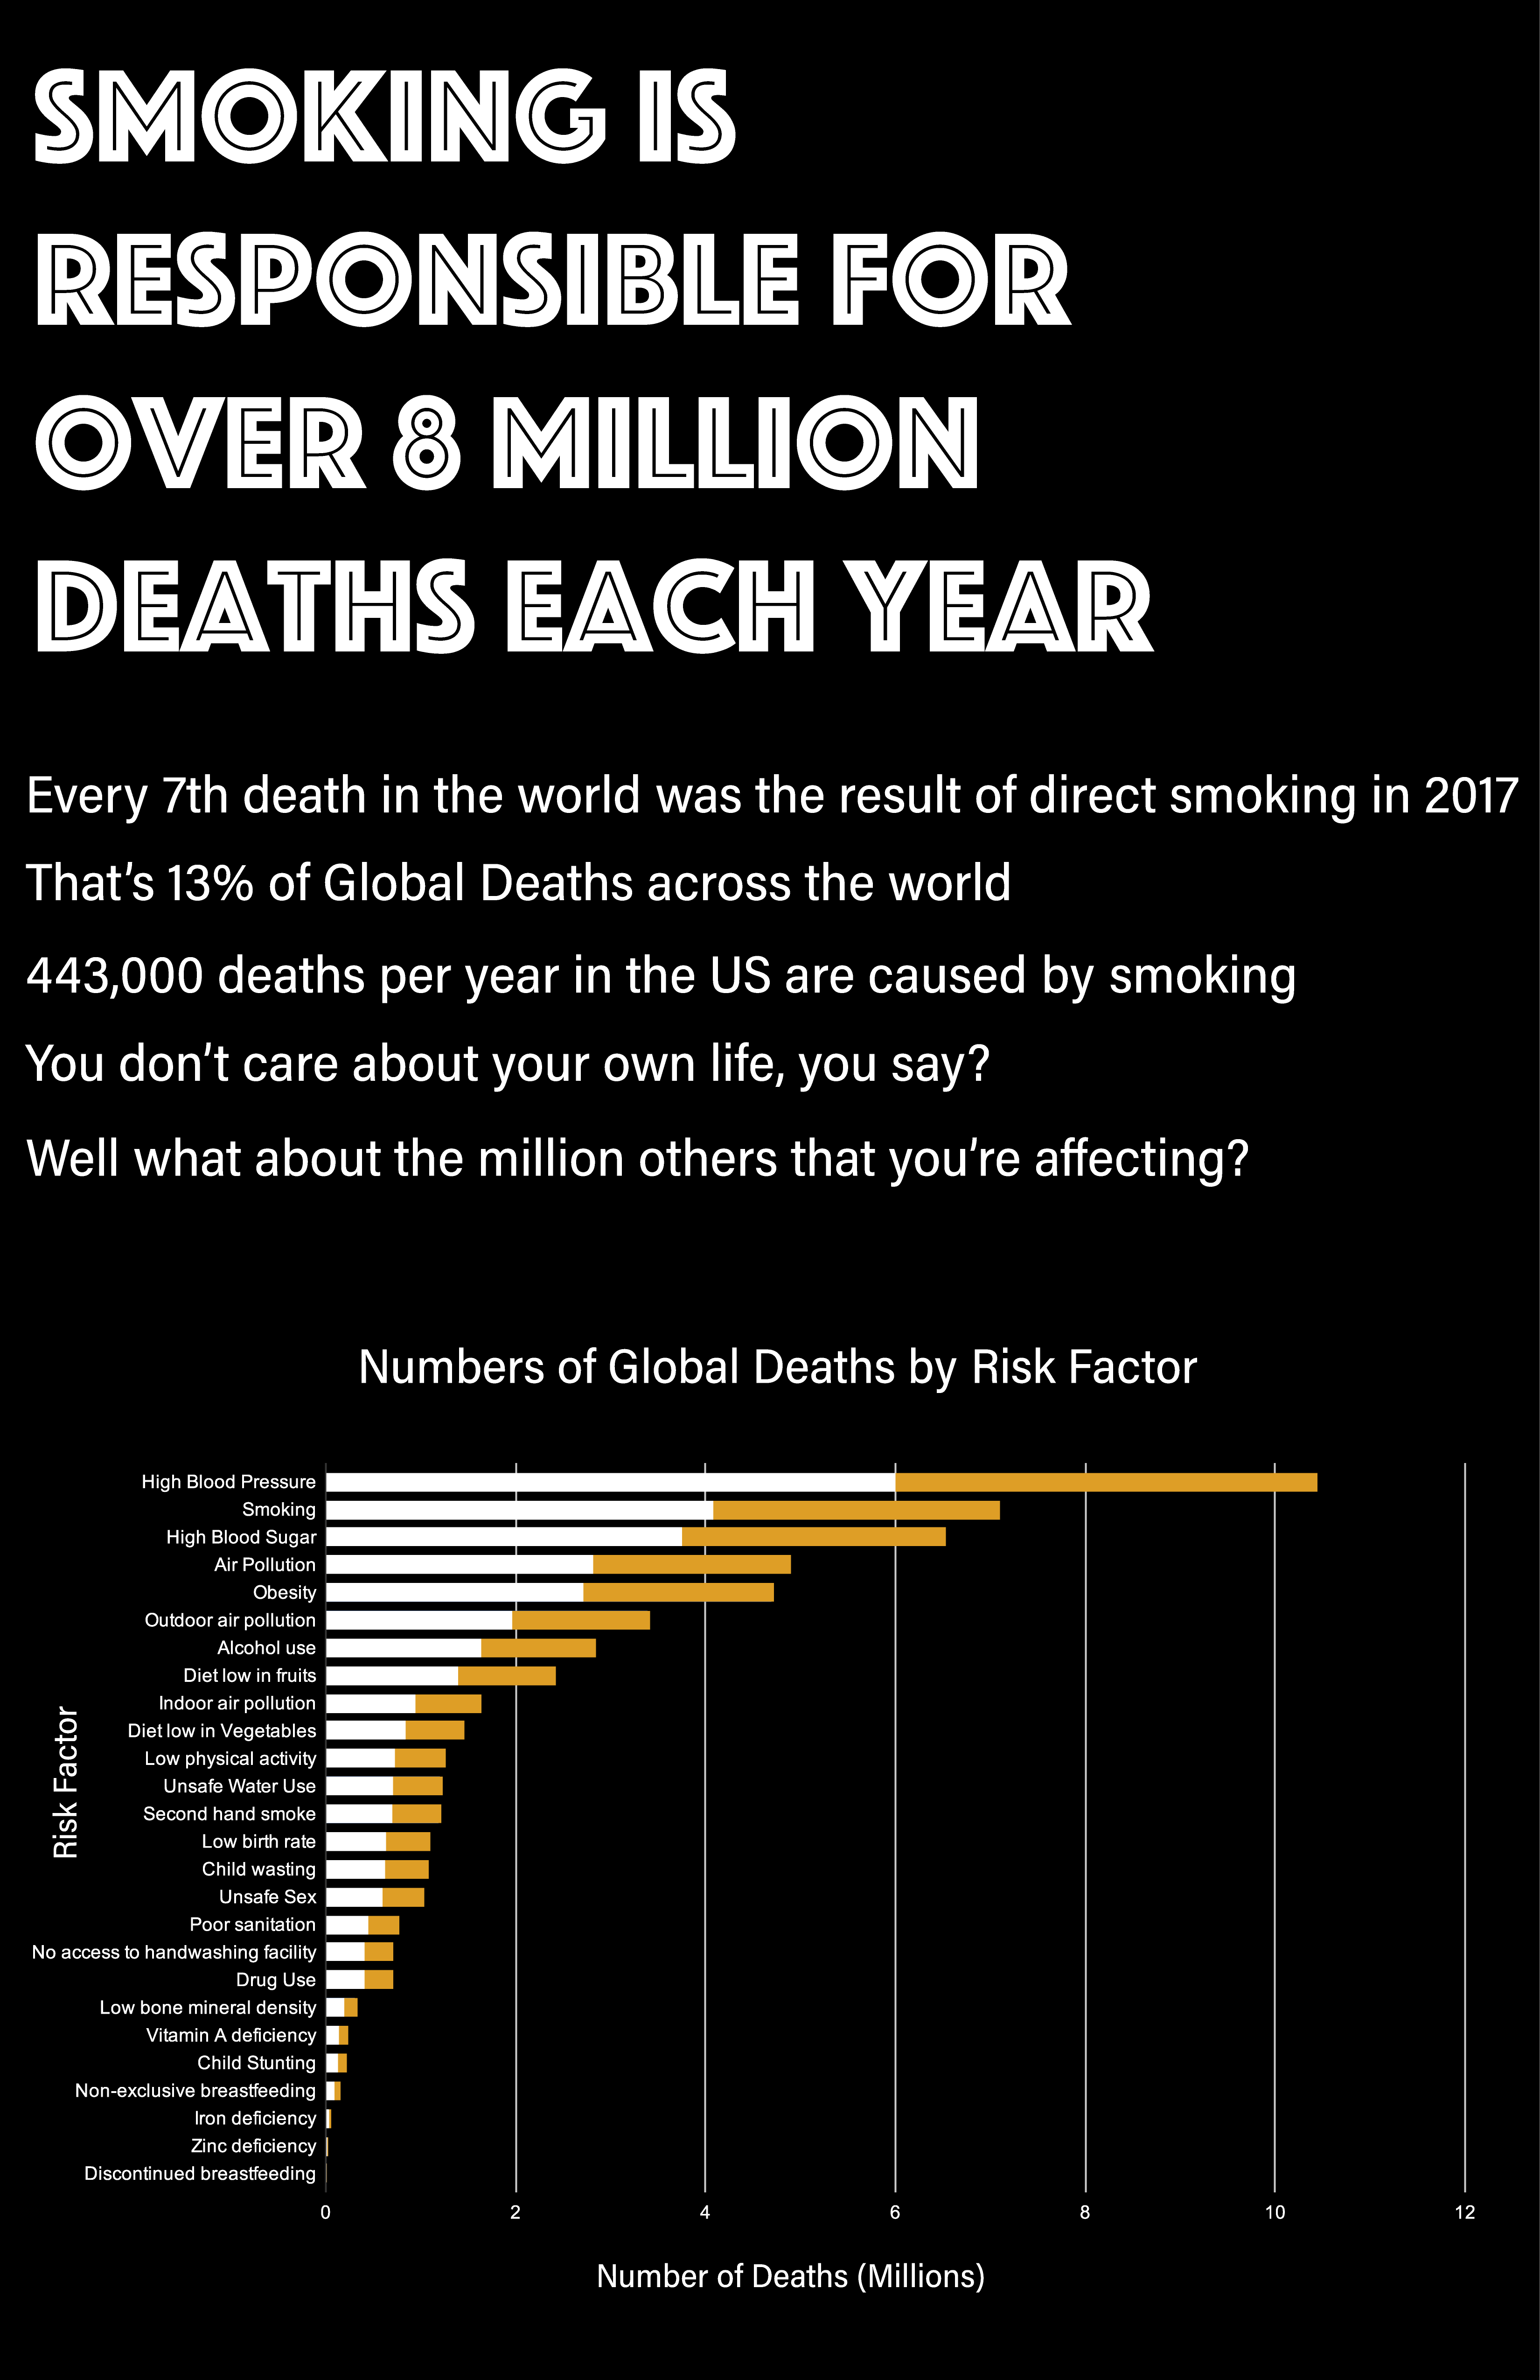 SMOKING IS
RESPONSIBLE FOR
OVER 8 MILLION
DEATHS EACH YEAR
Every 7th death in the world was the result of direct smoking in 2017
That's 13% of Global Deaths across the world
443,000 deaths per year in the US are caused by smoking
You don't care about your own life, you say?
Well what about the million others that you're affecting?
Numbers of Global Deaths by Risk Factor
Risk Factor
High Blood Pressure
Smoking
High Blood Sugar
Air Pollution
Obesity
Outdoor air pollution
Alcohol use
Diet low in fruits
Indoor air pollution
Diet low in Vegetables
Low physical activity
Unsafe Water Use
Second hand smoke
Low birth rate
Child wasting
Unsafe Sex
Poor sanitation
No access to handwashing facility
Drug Use
Low bone mineral density
Vitamin A deficiency
Child Stunting
Non-exclusive breastfeeding
Iron deficiency
Zinc deficiency
Discontinued breastfeeding
0 2 4 6 8 10 12
Number of Deaths (Millions)